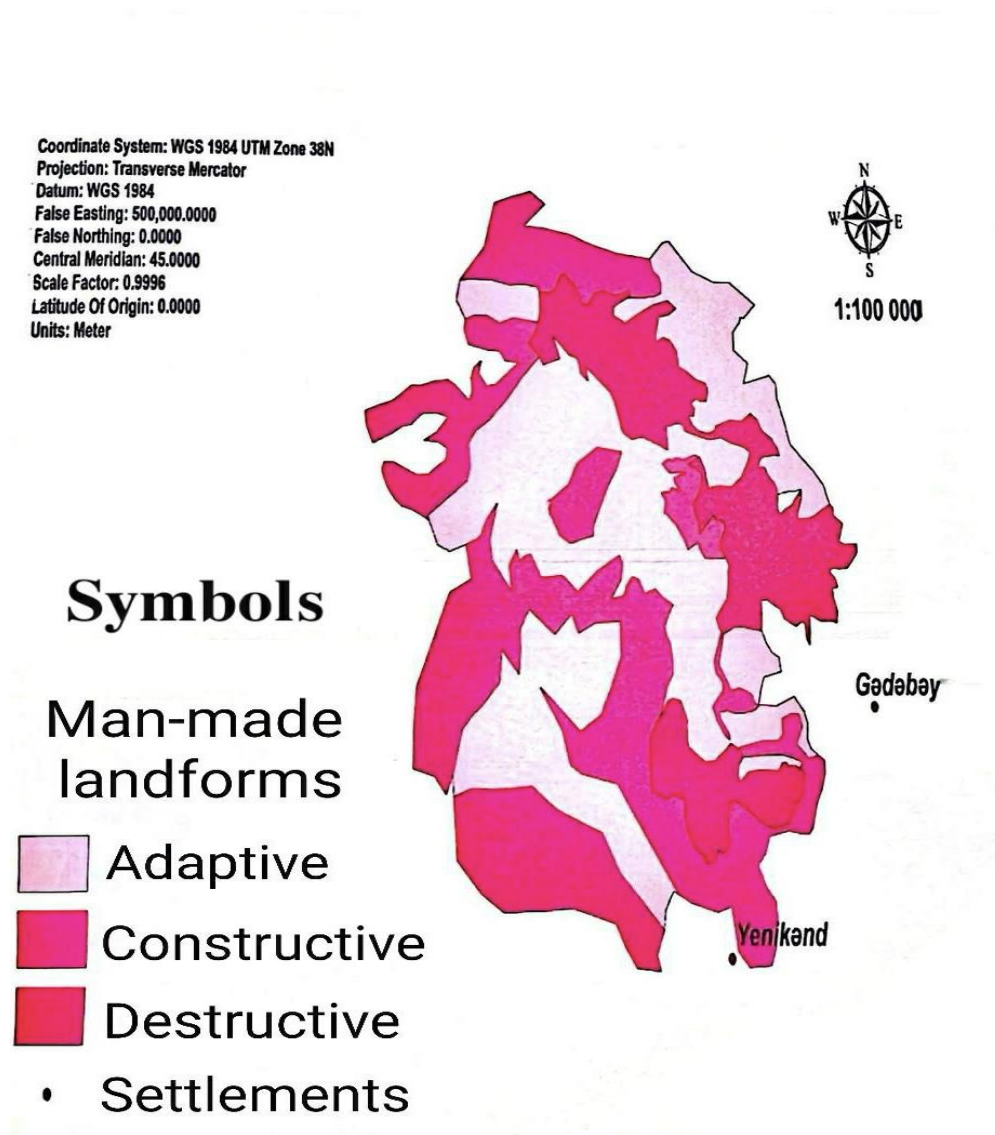 Coordinate System: WGS 1984 UTM Zone 38N
Projection: Transverse Mercator
Datum: WGS 1984
False Easting: 500,000.0000
False Northing: 0.0000
Central Meridian: 45.0000
Scale Factor: 0.9996
Latitude Of Origin: 0.0000
Units: Meter
N
W E
S
1:100 000
Symbols
Gədəbəy
Man-made
landforms
Adaptive
Constructive
Yenikənd
Destructive
Settlements